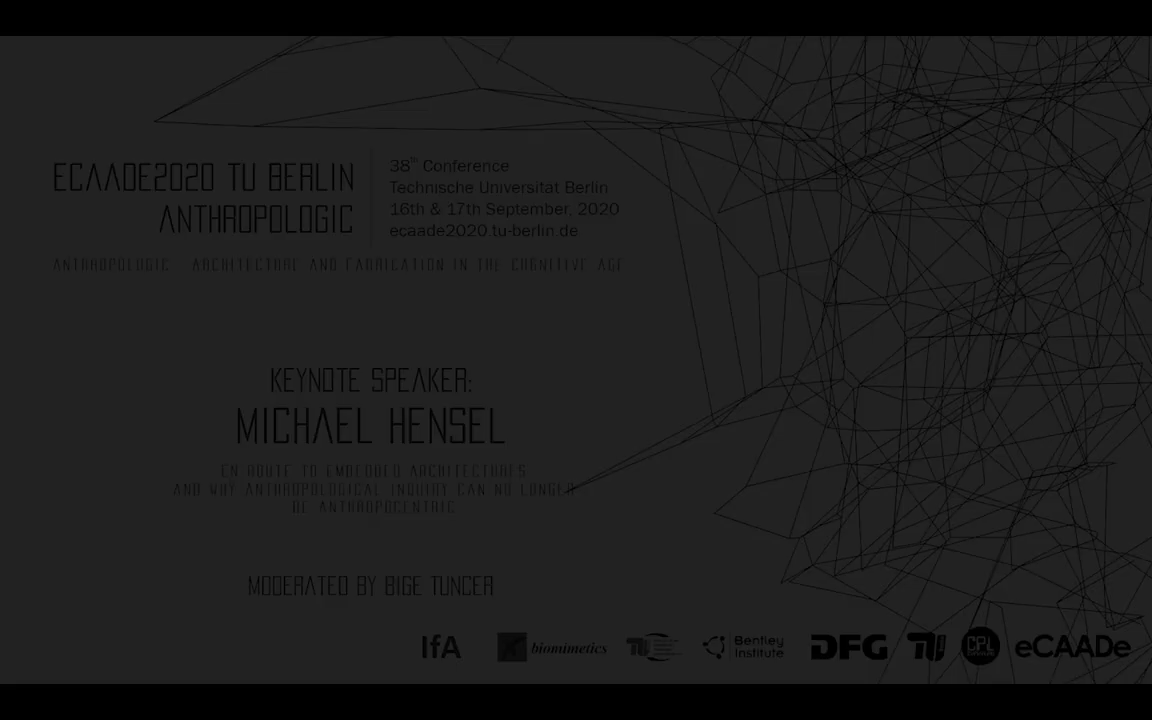 ECAADE2020 TU BERLIN
ANTHROPOLOGIC
38th Conference
Technische Universitat Berlin
16th & 17th September, 2020
ecaade2020.tu-berlin.de
ANTHROPOLOGIC ARCHITECTURE AND FABRICATION IN THE COGNITIVE AGE
KEYNOTE SPEAKER:
MICHAEL HENSEL
EN ROUTE TO EMBEDDED ARCHITECTURES
AND WHY ANTHROPOLOGICAL INQUIRY CAN NO LONGER
BE ANTHROPOCENTRIC
MODERATED BY BIGE TUNCER
IfA
biomimetics
Bentley
Institute
DFG
TU
CPL
eCAADe